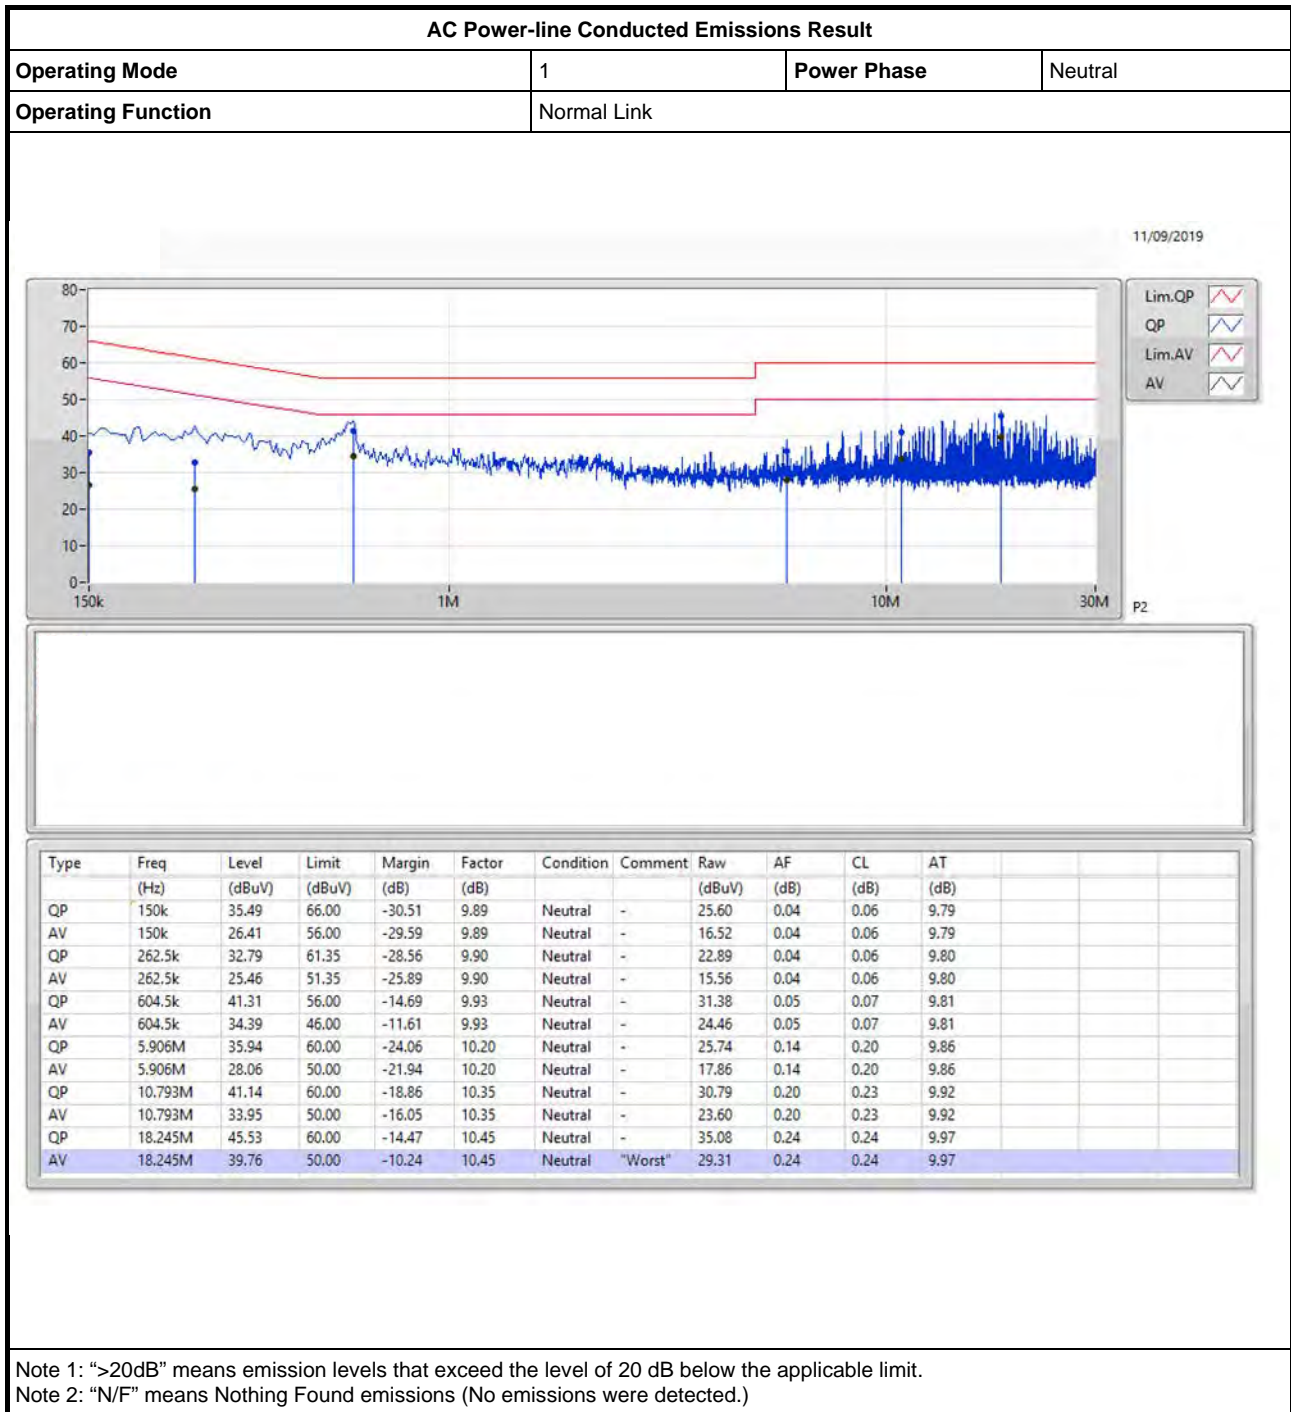 AC Power-line Conducted Emissions Result
Operating Mode 1 Power Phase Neutral
Operating Function Normal Link
11/09/2019
80
70
60
50
40
30
20
10
0
150k 1M 10M 30M
Lim.QP
QP
Lim.AV
AV
P2
Type Freq Level Limit Margin Factor Condition Comment Raw AF CL AT
(Hz) (dBuV) (dBuV) (dB) (dB) (dBuV) (dB) (dB) (dB)
QP 150k 35.49 66.00 -30.51 9.89 Neutral - 25.60 0.04 0.06 9.79
AV 150k 26.41 56.00 -29.59 9.89 Neutral - 16.52 0.04 0.06 9.79
QP 262.5k 32.79 61.35 -28.56 9.90 Neutral - 22.89 0.04 0.06 9.80
AV 262.5k 25.46 51.35 -25.89 9.90 Neutral - 15.56 0.04 0.06 9.80
QP 604.5k 41.31 56.00 -14.69 9.93 Neutral - 31.38 0.05 0.07 9.81
AV 604.5k 34.39 46.00 -11.61 9.93 Neutral - 24.46 0.05 0.07 9.81
QP 5.906M 35.94 60.00 -24.06 10.20 Neutral - 25.74 0.14 0.20 9.86
AV 5.906M 28.06 50.00 -21.94 10.20 Neutral - 17.86 0.14 0.20 9.86
QP 10.793M 41.14 60.00 -18.86 10.35 Neutral - 30.79 0.20 0.23 9.92
AV 10.793M 33.95 50.00 -16.05 10.35 Neutral - 23.60 0.20 0.23 9.92
QP 18.245M 45.53 60.00 -14.47 10.45 Neutral - 35.08 0.24 0.24 9.97
AV 18.245M 39.76 50.00 -10.24 10.45 Neutral "Worst" 29.31 0.24 0.24 9.97
Note 1: “>20dB” means emission levels that exceed the level of 20 dB below the applicable limit.
Note 2: “N/F” means Nothing Found emissions (No emissions were detected.)